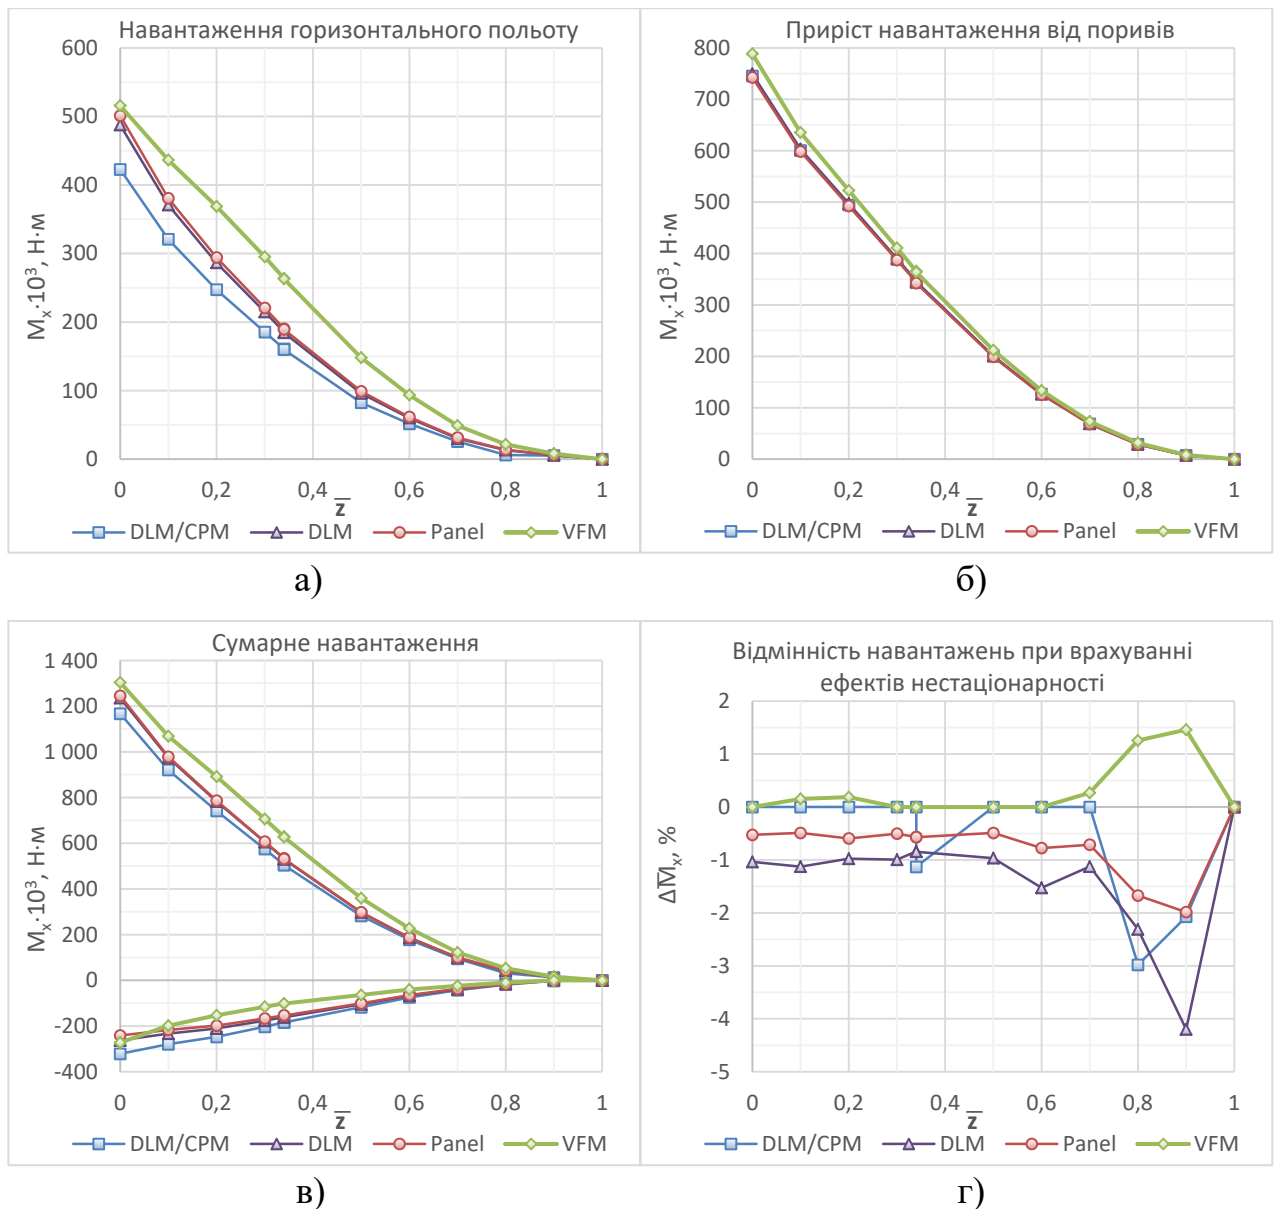 Навантаження горизонтального польоту
600
500
400
300
200
100
0
Mₓ·10³, Н·м
0 0,2 0,4 0,6 0,8 1
z̅
DLM/CPM DLM Panel VFM
а)
Приріст навантаження від поривів
800
700
600
500
400
300
200
100
0
Mₓ·10³, Н·м
0 0,2 0,4 0,6 0,8 1
z̅
DLM/CPM DLM Panel VFM
б)
Сумарне навантаження
1 400
1 200
1 000
800
600
400
200
0
-200
-400
Mₓ·10³, Н·м
0 0,2 0,4 0,6 0,8 1
z̅
DLM/CPM DLM Panel VFM
в)
Відмінність навантажень при врахуванні
ефектів нестаціонарності
2
1
0
-1
-2
-3
-4
-5
ΔM̅ₓ, %
0 0,2 0,4 0,6 0,8 1
z̅
DLM/CPM DLM Panel VFM
г)